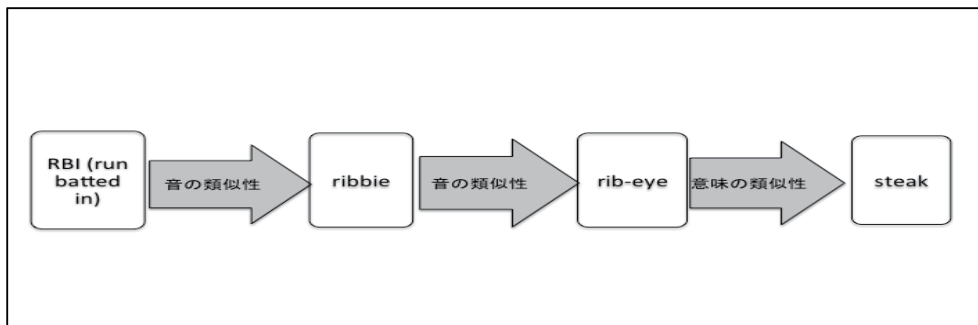 RBI (run
batted
in)
音の類似性
ribbie
音の類似性
rib-eye
意味の類似性
steak